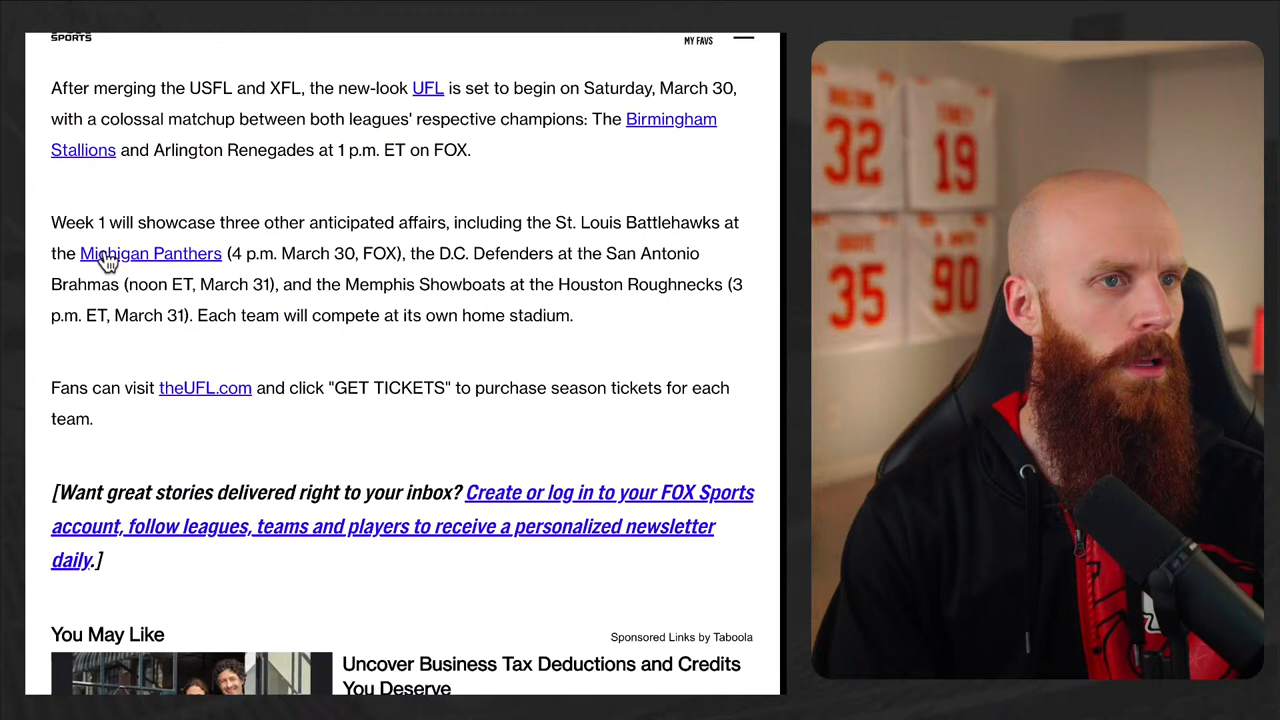 SPORTS
MY FAVS
After merging the USFL and XFL, the new-look UFL is set to begin on Saturday, March 30,
with a colossal matchup between both leagues' respective champions: The Birmingham
Stallions and Arlington Renegades at 1 p.m. ET on FOX.
Week 1 will showcase three other anticipated affairs, including the St. Louis Battlehawks at
the Michigan Panthers (4 p.m. March 30, FOX), the D.C. Defenders at the San Antonio
Brahmas (noon ET, March 31), and the Memphis Showboats at the Houston Roughnecks (3
p.m. ET, March 31). Each team will compete at its own home stadium.
Fans can visit theUFL.com and click "GET TICKETS" to purchase season tickets for each
team.
[Want great stories delivered right to your inbox? Create or log in to your FOX Sports
account, follow leagues, teams and players to receive a personalized newsletter
daily.]
You May Like
Sponsored Links by Taboola
Uncover Business Tax Deductions and Credits
You Deserve
32
19
35
90